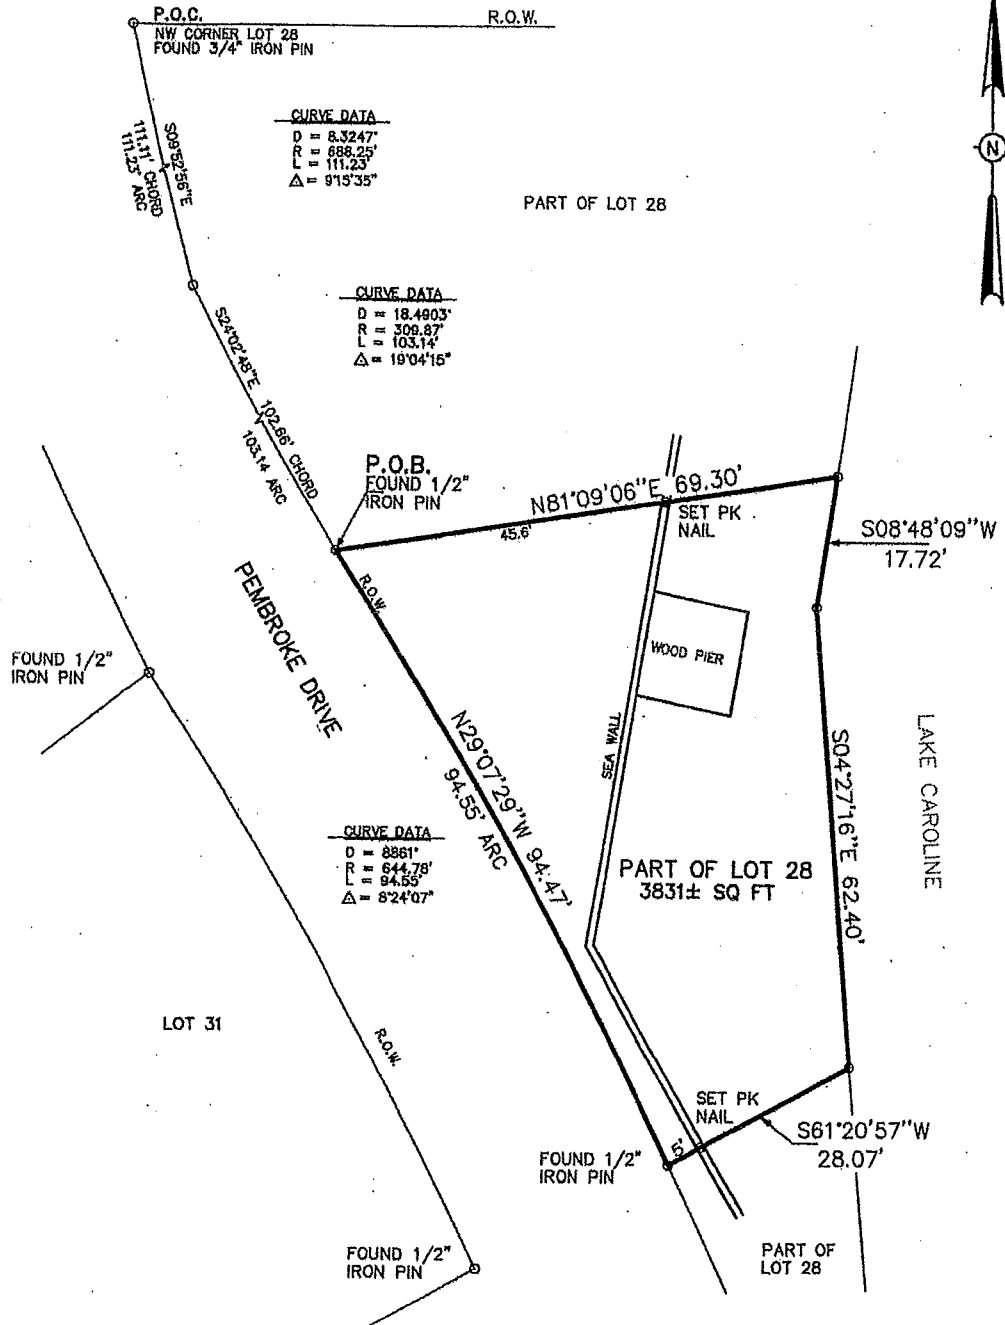 P.O.C.
R.O.W.
NW CORNER LOT 28
FOUND 3/4" IRON PIN
N
CURVE DATA
D = 8.3247'
R = 688.25'
L = 111.23'
△ = 9°15'35"
S09°52'56"E
111.11' CHORD
111.23' ARC
PART OF LOT 28
CURVE DATA
D = 18.4903'
R = 309.87'
L = 103.14'
△ = 19°04'15"
S24°02'48"E 102.66' CHORD
103.14 ARC
P.O.B.
FOUND 1/2"
IRON PIN
N81°09'06"E 69.30'
45.6'
SET PK
NAIL
S08°48'09"W
17.72'
R.O.W.
PEMBROKE DRIVE
FOUND 1/2"
IRON PIN
WOOD PIER
SEA WALL
N29°07'29"W 94.47'
94.55' ARC
S04°27'16"E 62.40'
LAKE CAROLINE
CURVE DATA
D = 8861'
R = 644.78'
L = 94.55'
△ = 8°24'07"
PART OF LOT 28
3831± SQ FT
LOT 31
R.O.W.
SET PK
NAIL
S61°20'57"W
28.07'
5'
FOUND 1/2"
IRON PIN
FOUND 1/2"
IRON PIN
PART OF
LOT 28